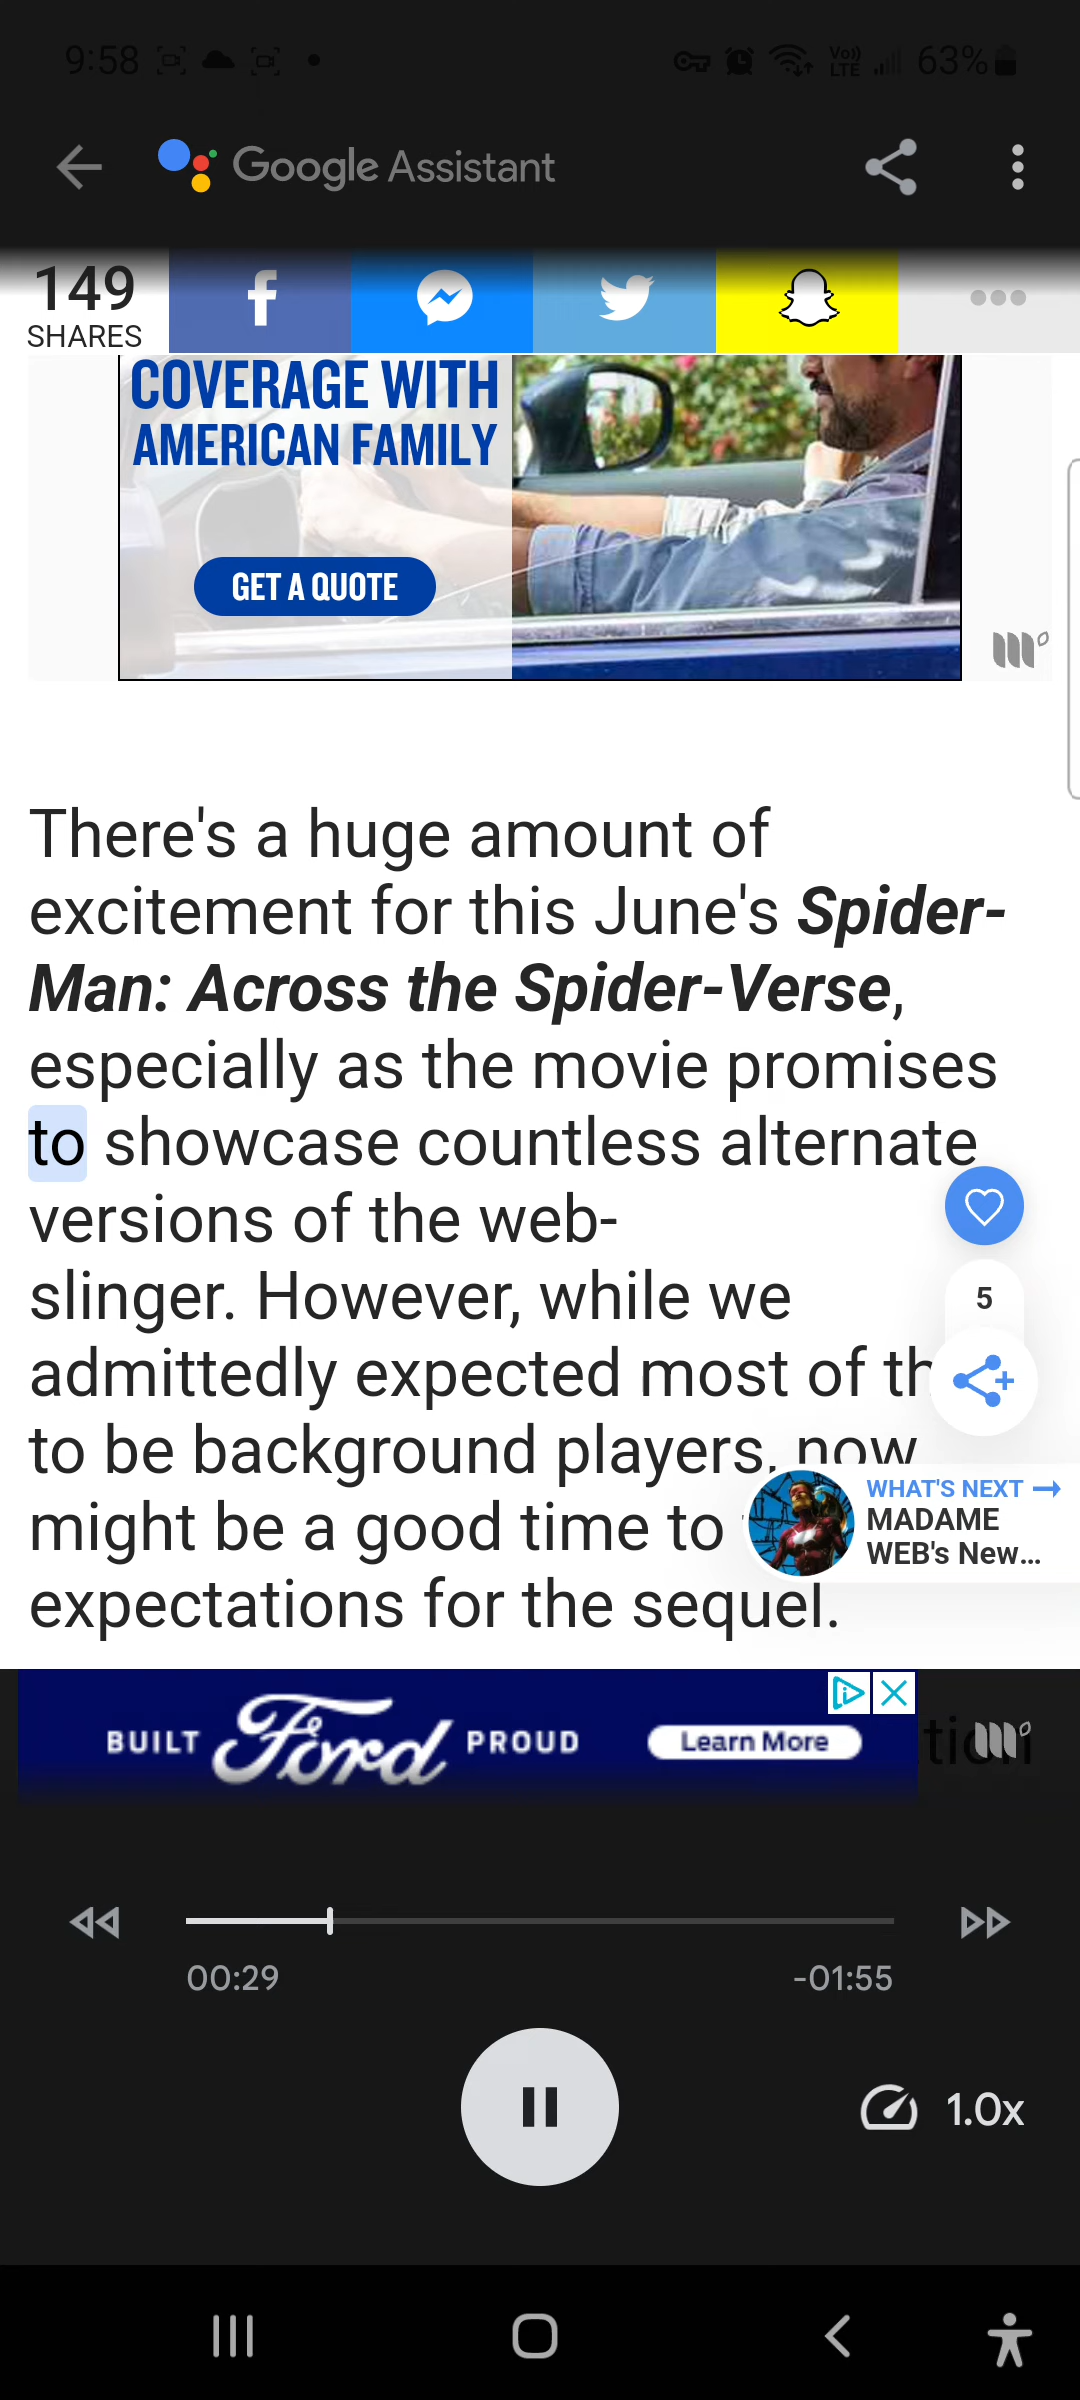 9:58
Vo)) LTE
63%
Google Assistant
149
SHARES
COVERAGE WITH
AMERICAN FAMILY
GET A QUOTE
There's a huge amount of
excitement for this June's Spider-
Man: Across the Spider-Verse,
especially as the movie promises
to showcase countless alternate
versions of the web-
slinger. However, while we
admittedly expected most of th
5
to be background players, now
might be a good time to
WHAT'S NEXT →
MADAME
WEB's New...
expectations for the sequel.
BUILT Ford PROUD
Learn More
00:29
-01:55
1.0x